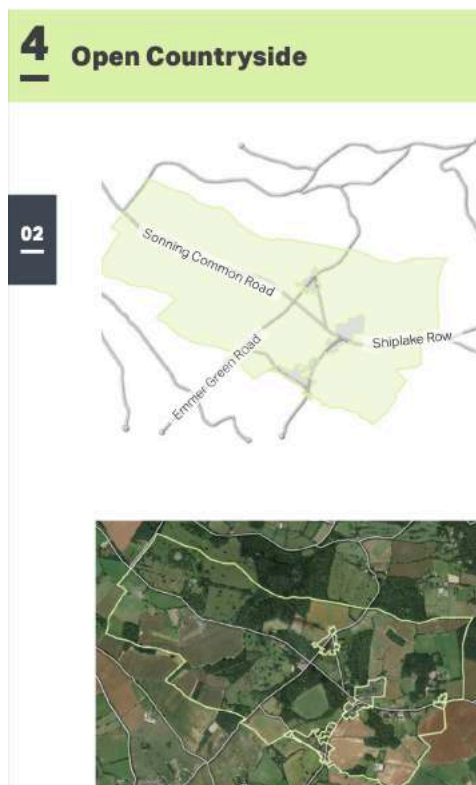 4 Open Countryside
02
Sonning Common Road
Shiplake Row
Emmer Green Road